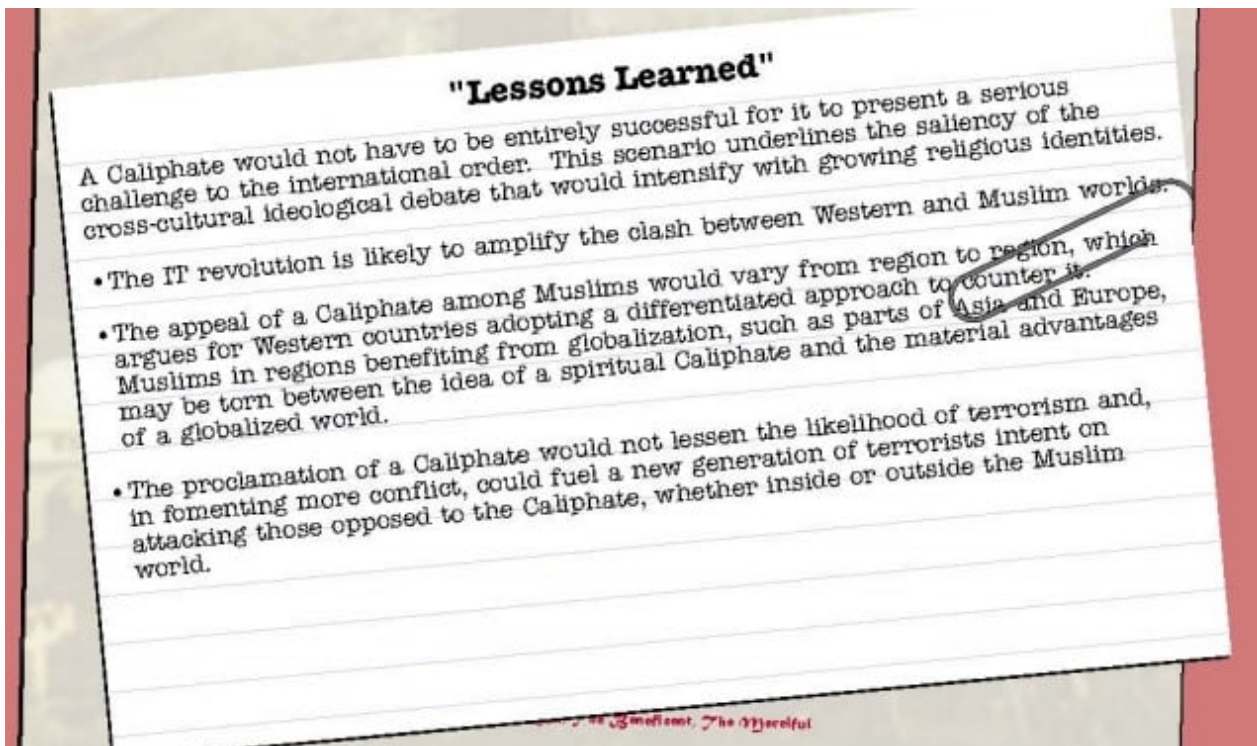 "Lessons Learned"
A Caliphate would not have to be entirely successful for it to present a serious
challenge to the international order. This scenario underlines the saliency of the
cross-cultural ideological debate that would intensify with growing religious identities.
• The IT revolution is likely to amplify the clash between Western and Muslim worlds.
• The appeal of a Caliphate among Muslims would vary from region to region, which
argues for Western countries adopting a differentiated approach to counter it.
Muslims in regions benefiting from globalization, such as parts of Asia and Europe,
may be torn between the idea of a spiritual Caliphate and the material advantages
of a globalized world.
• The proclamation of a Caliphate would not lessen the likelihood of terrorism and,
in fomenting more conflict, could fuel a new generation of terrorists intent on
attacking those opposed to the Caliphate, whether inside or outside the Muslim
world.
Beneficent, The Merciful